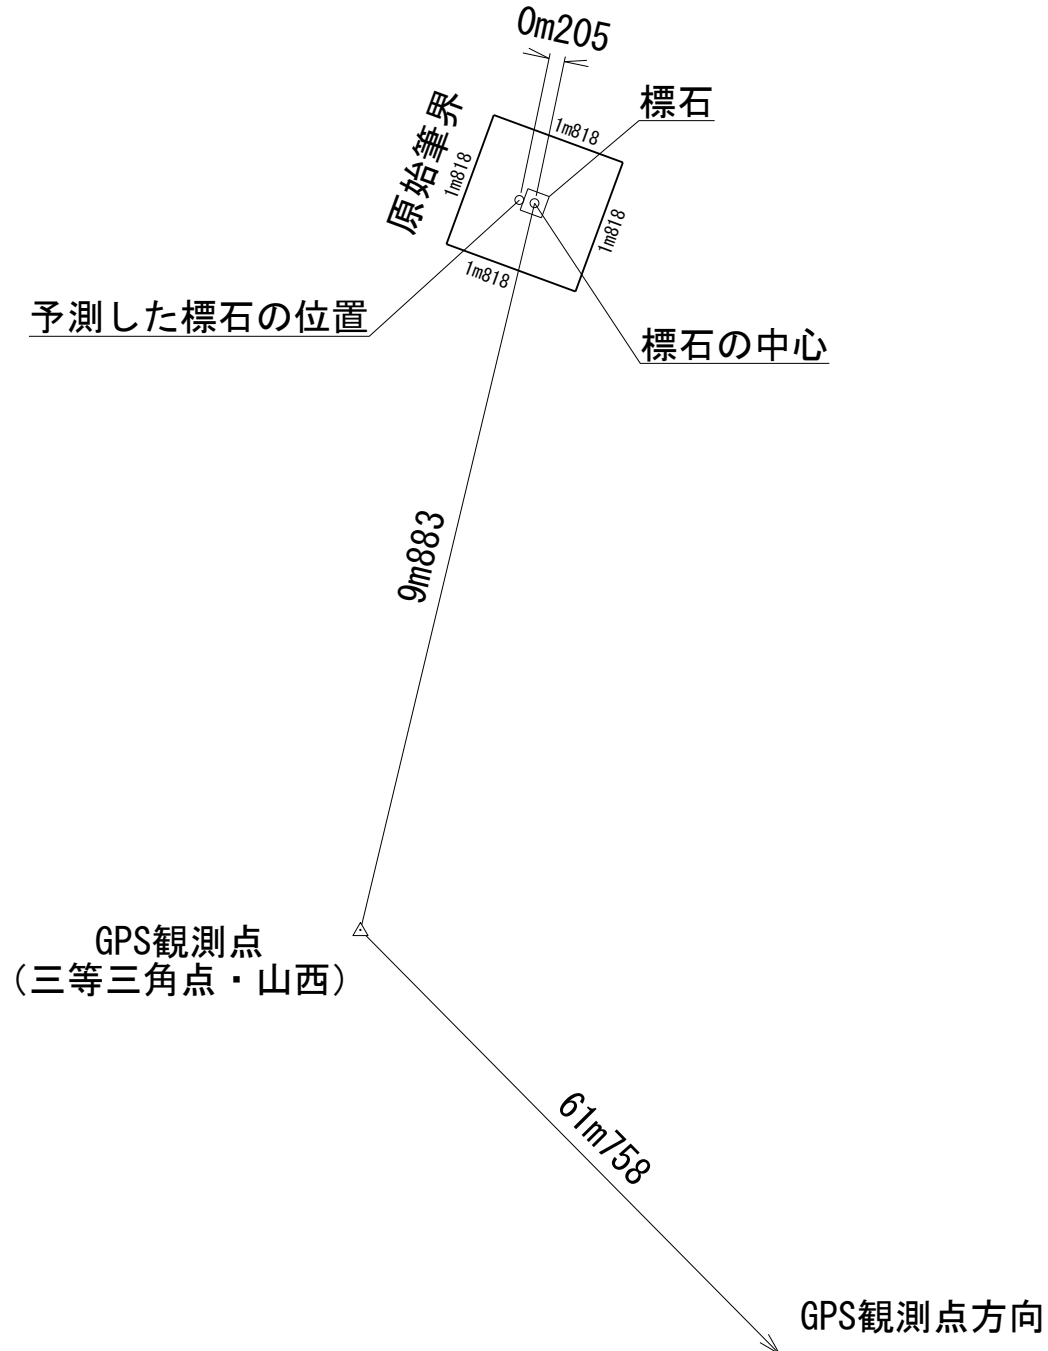 0m205
標石
1m818
原始筆界
1m818
1m818
1m818
予測した標石の位置
標石の中心
9m883
GPS観測点
(三等三角点・山西)
61m758
GPS観測点方向